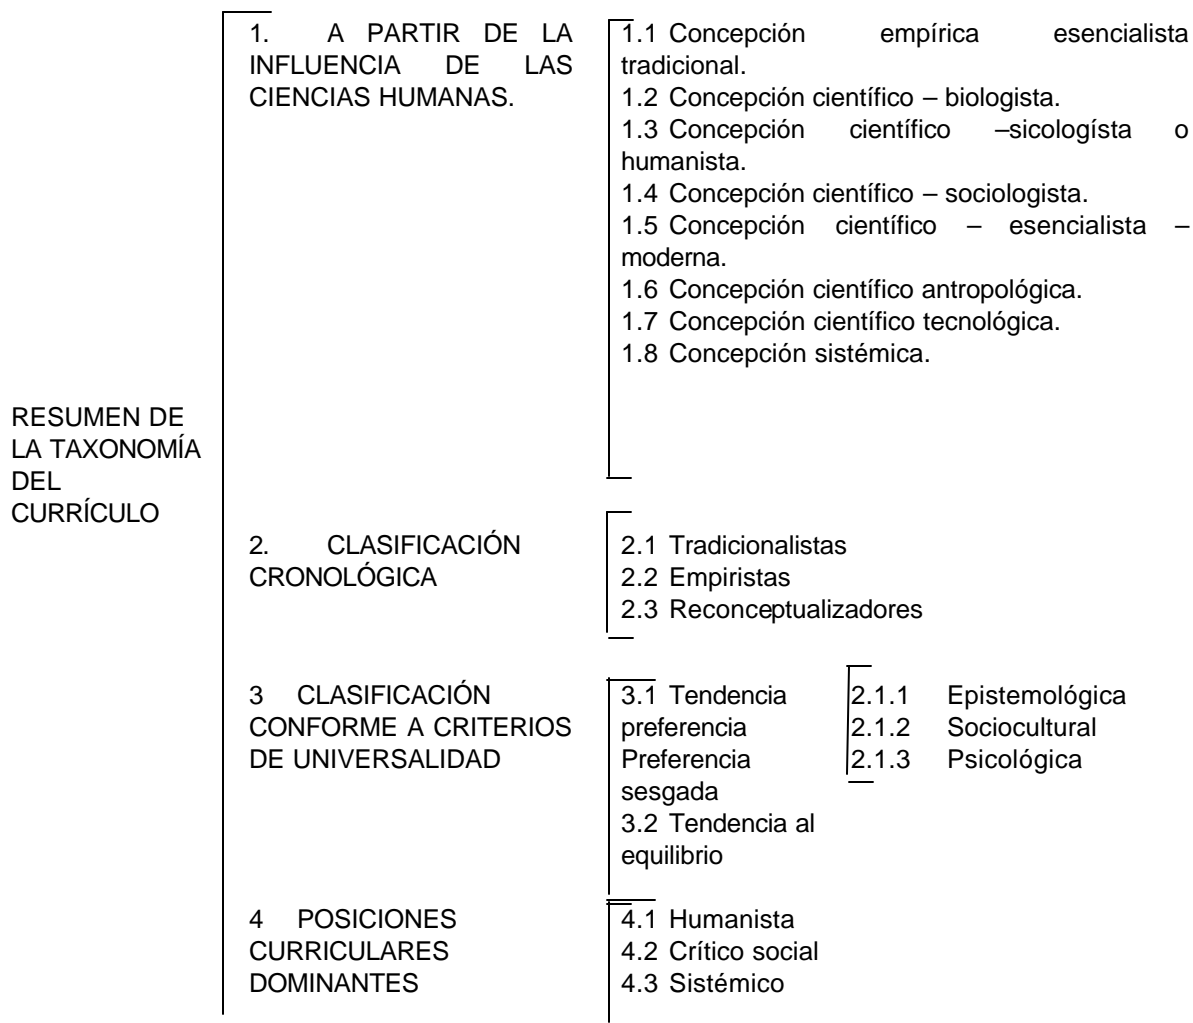 RESUMEN DE
LA TAXONOMÍA
DEL
CURRÍCULO
1. A PARTIR DE LA
INFLUENCIA DE LAS
CIENCIAS HUMANAS.
1.1 Concepción empírica esencialista
tradicional.
1.2 Concepción científico – biologista.
1.3 Concepción científico –sicologísta o
humanista.
1.4 Concepción científico – sociologista.
1.5 Concepción científico – esencialista –
moderna.
1.6 Concepción científico antropológica.
1.7 Concepción científico tecnológica.
1.8 Concepción sistémica.
2. CLASIFICACIÓN
CRONOLÓGICA
2.1 Tradicionalistas
2.2 Empiristas
2.3 Reconceptualizadores
3 CLASIFICACIÓN
CONFORME A CRITERIOS
DE UNIVERSALIDAD
3.1 Tendencia
preferencia
Preferencia
sesgada
3.2 Tendencia al
equilibrio
2.1.1 Epistemológica
2.1.2 Sociocultural
2.1.3 Psicológica
4 POSICIONES
CURRICULARES
DOMINANTES
4.1 Humanista
4.2 Crítico social
4.3 Sistémico